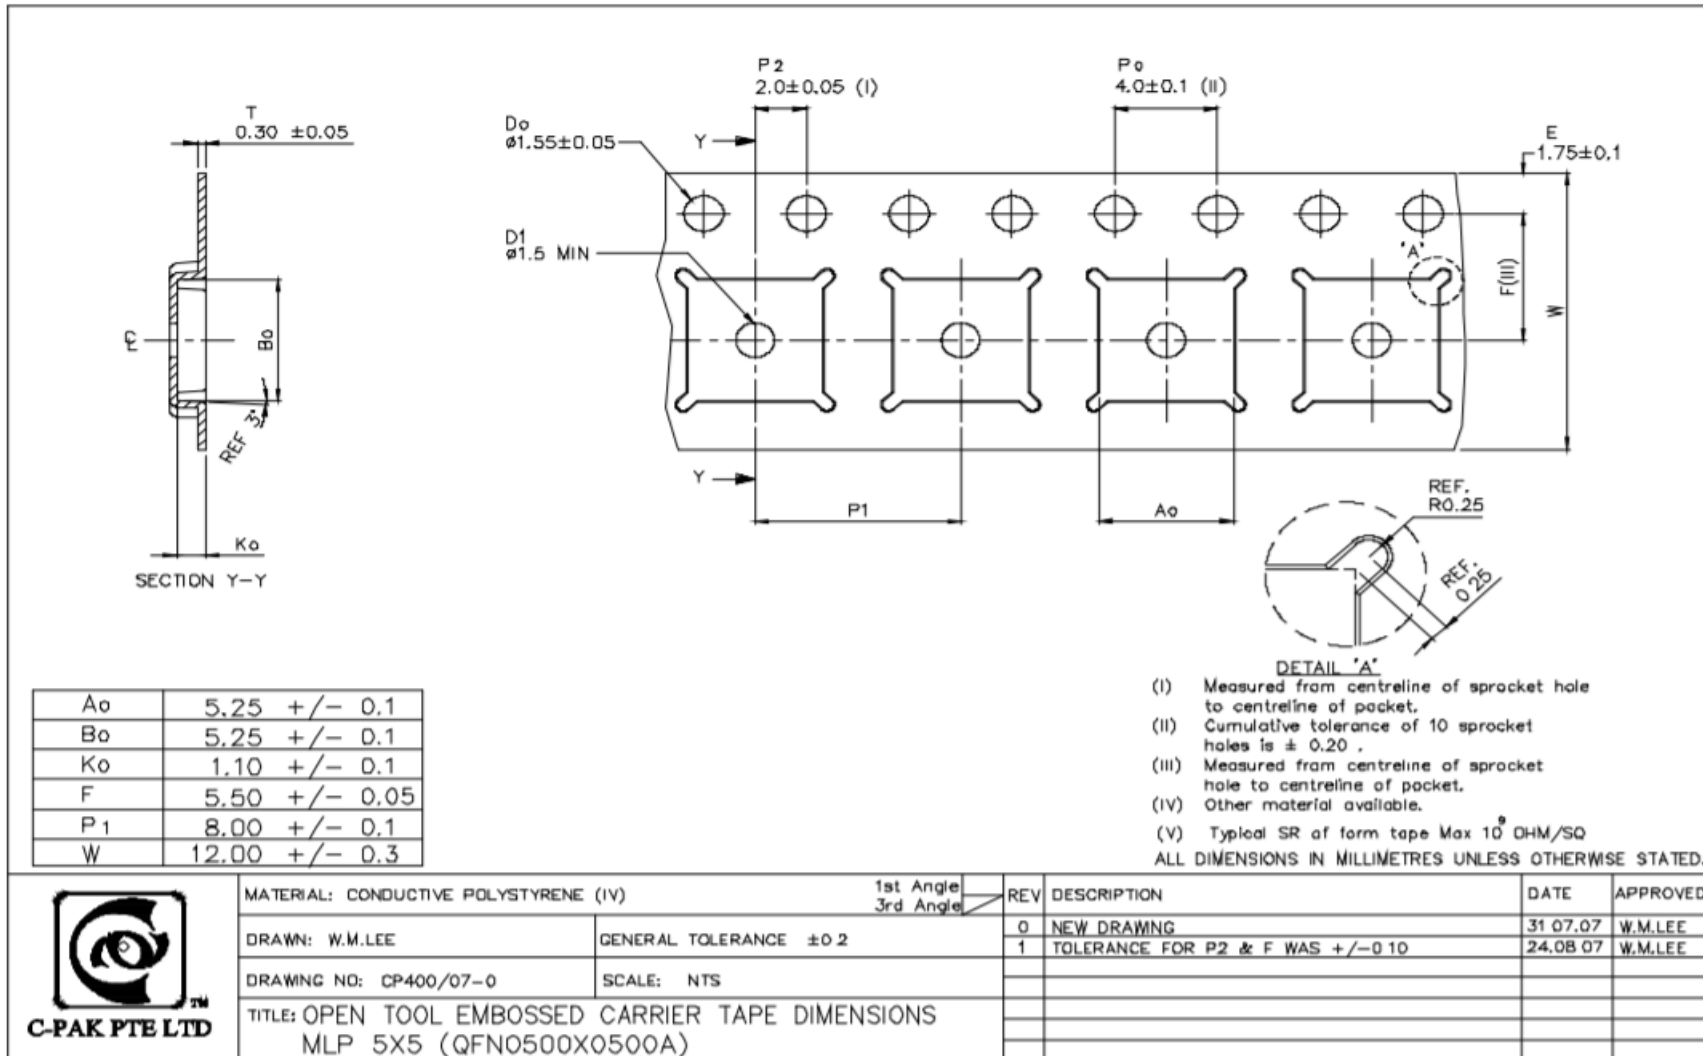 P2
2.0±0.05 (I)
Po
4.0±0.1 (II)
T
0.30 ±0.05
Do
ø1.55±0.05
Y
E
1.75±0.1
D1
ø1.5 MIN
'A'
F(III)
W
Bo
REF 3°
Y
P1
Ao
Ko
SECTION Y-Y
REF.
R0.25
REF.
0.25
DETAIL 'A'
(I) Measured from centreline of sprocket hole
to centreline of pocket.
(II) Cumulative tolerance of 10 sprocket
holes is ± 0.20 .
(III) Measured from centreline of sprocket
hole to centreline of pocket.
(IV) Other material available.
(V) Typical SR of form tape Max 10⁹ OHM/SQ
ALL DIMENSIONS IN MILLIMETRES UNLESS OTHERWISE STATED.
Ao 5.25 +/- 0.1
Bo 5.25 +/- 0.1
Ko 1.10 +/- 0.1
F 5.50 +/- 0.05
P1 8.00 +/- 0.1
W 12.00 +/- 0.3
TM
C-PAK PTE LTD
MATERIAL: CONDUCTIVE POLYSTYRENE (IV)
1st Angle
3rd Angle
DRAWN: W.M.LEE
GENERAL TOLERANCE ±0.2
DRAWING NO: CP400/07-0
SCALE: NTS
TITLE: OPEN TOOL EMBOSSED CARRIER TAPE DIMENSIONS
MLP 5X5 (QFN0500X0500A)
REV DESCRIPTION DATE APPROVED
0 NEW DRAWING 31.07.07 W.M.LEE
1 TOLERANCE FOR P2 & F WAS +/-0.10 24.08.07 W.M.LEE